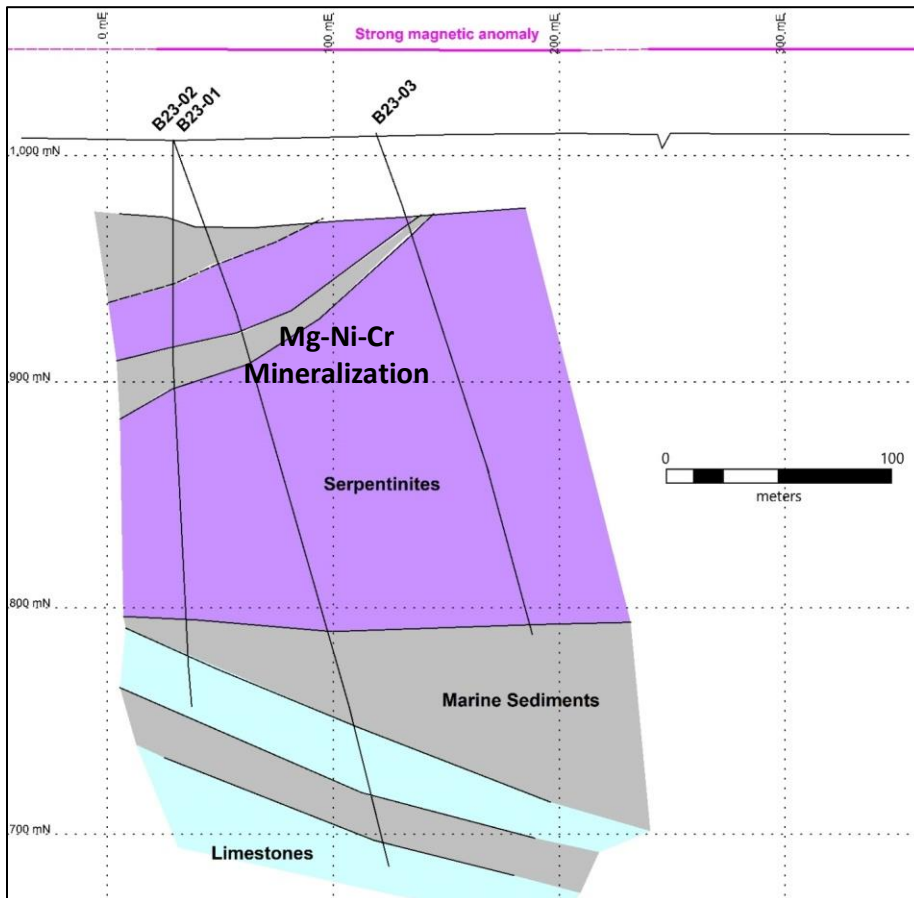 0 mE
100 mE
200 mE
300 mE
Strong magnetic anomaly
B23-02
B23-01
B23-03
1,000 mN
Mg-Ni-Cr
Mineralization
900 mN
0
100
meters
Serpentinites
800 mN
Marine Sediments
700 mN
Limestones